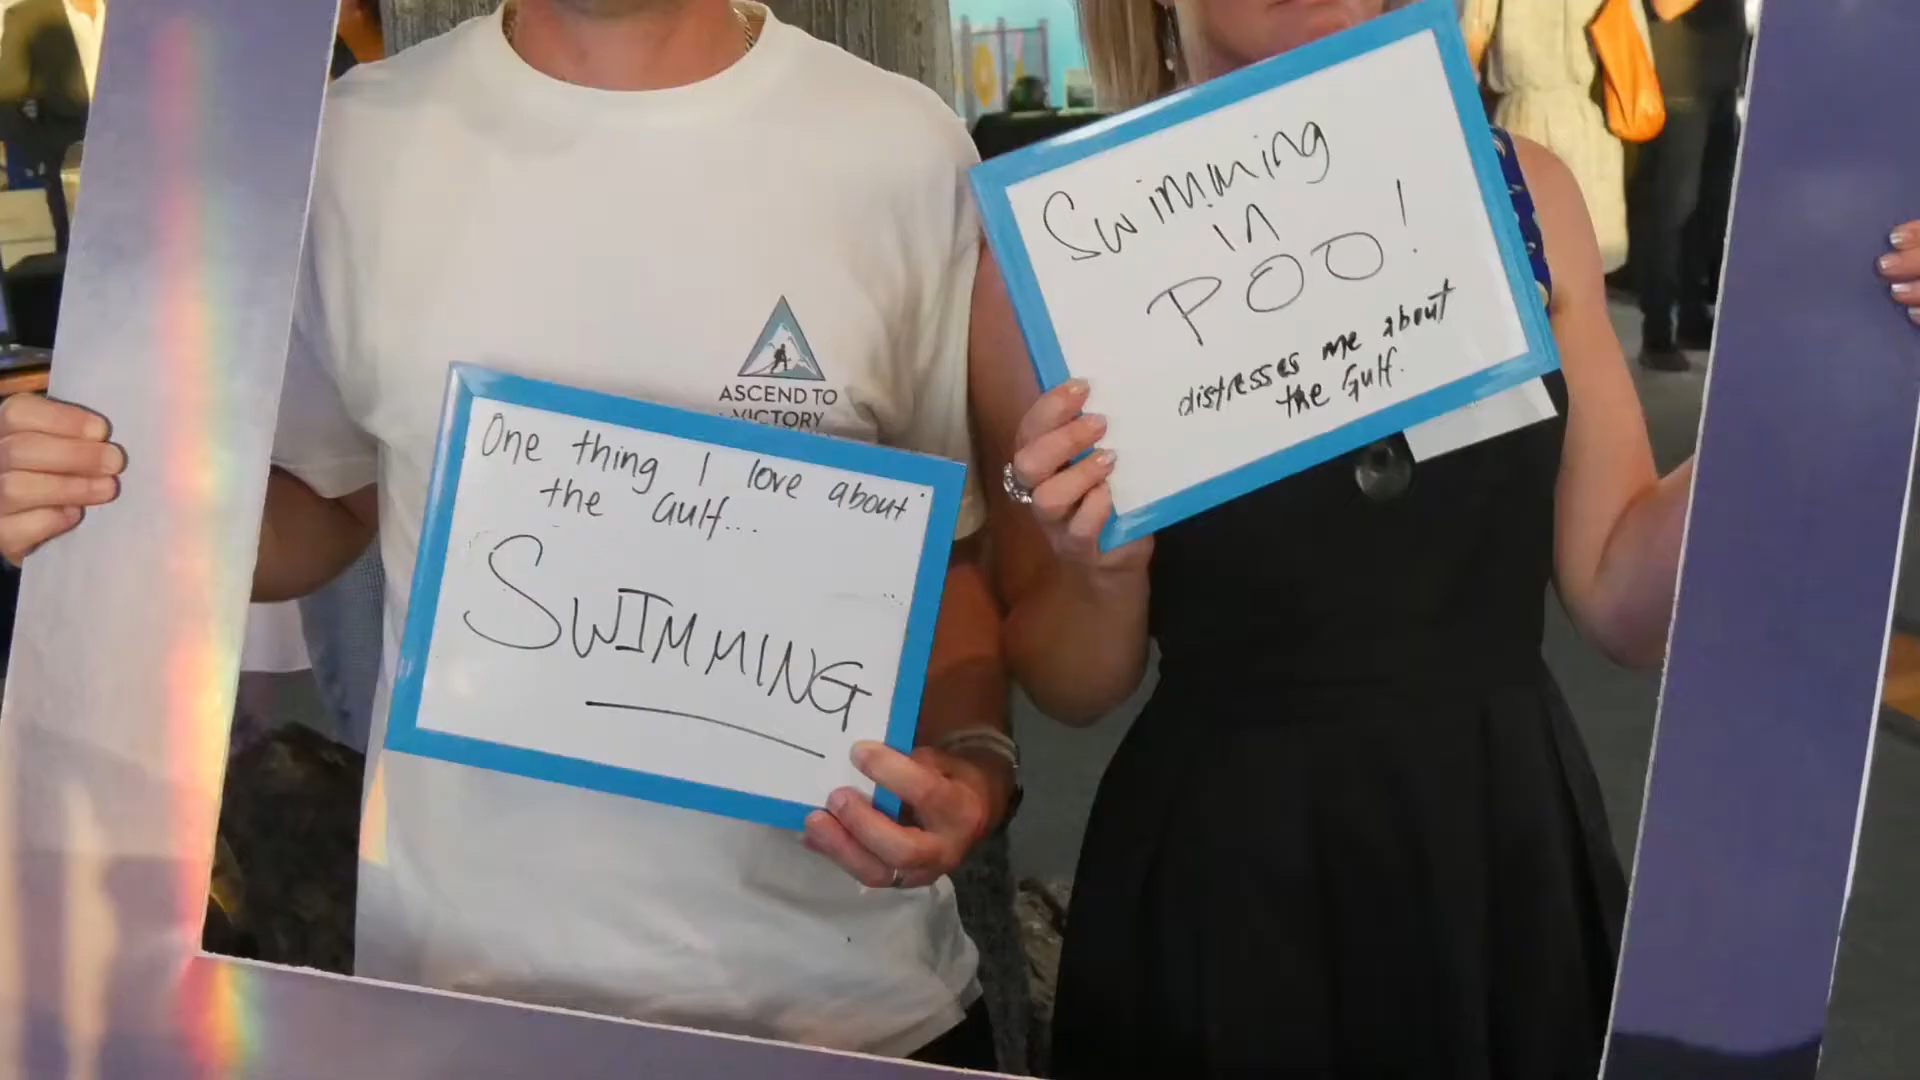 ASCEND TO
VICTORY
One thing I love about
the Gulf...
SWIMMING
Swimming
in
POO!
distresses me about
the Gulf.